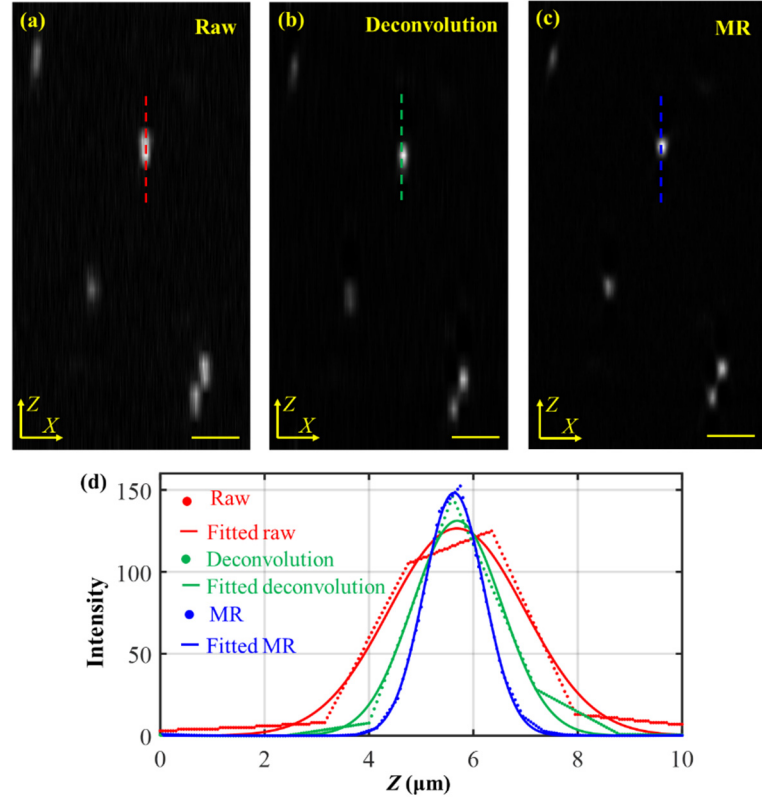 (a) Raw
(b) Deconvolution
(c) MR
Z
X
Z
X
Z
X
(d)
150
100
50
0
Intensity
Raw
Fitted raw
Deconvolution
Fitted deconvolution
MR
Fitted MR
0 2 4 6 8 10
Z (μm)